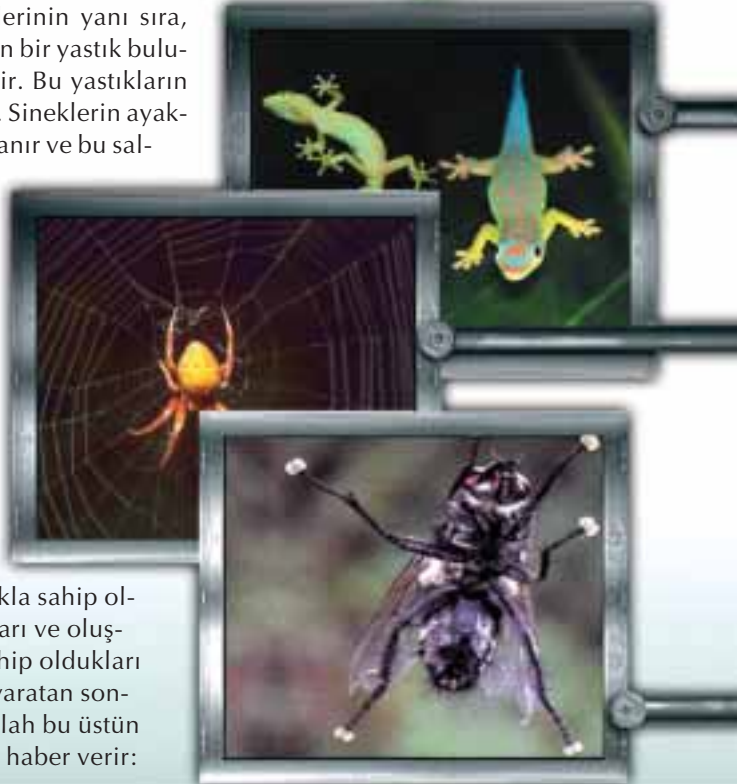 erinin yanı sıra,
n bir yastık bulu-
ir. Bu yastıkların
. Sineklerin ayak-
anır ve bu sal-
kla sahip ol-
arı ve oluş-
hip oldukları
yaratan son-
lah bu üstün
haber verir: